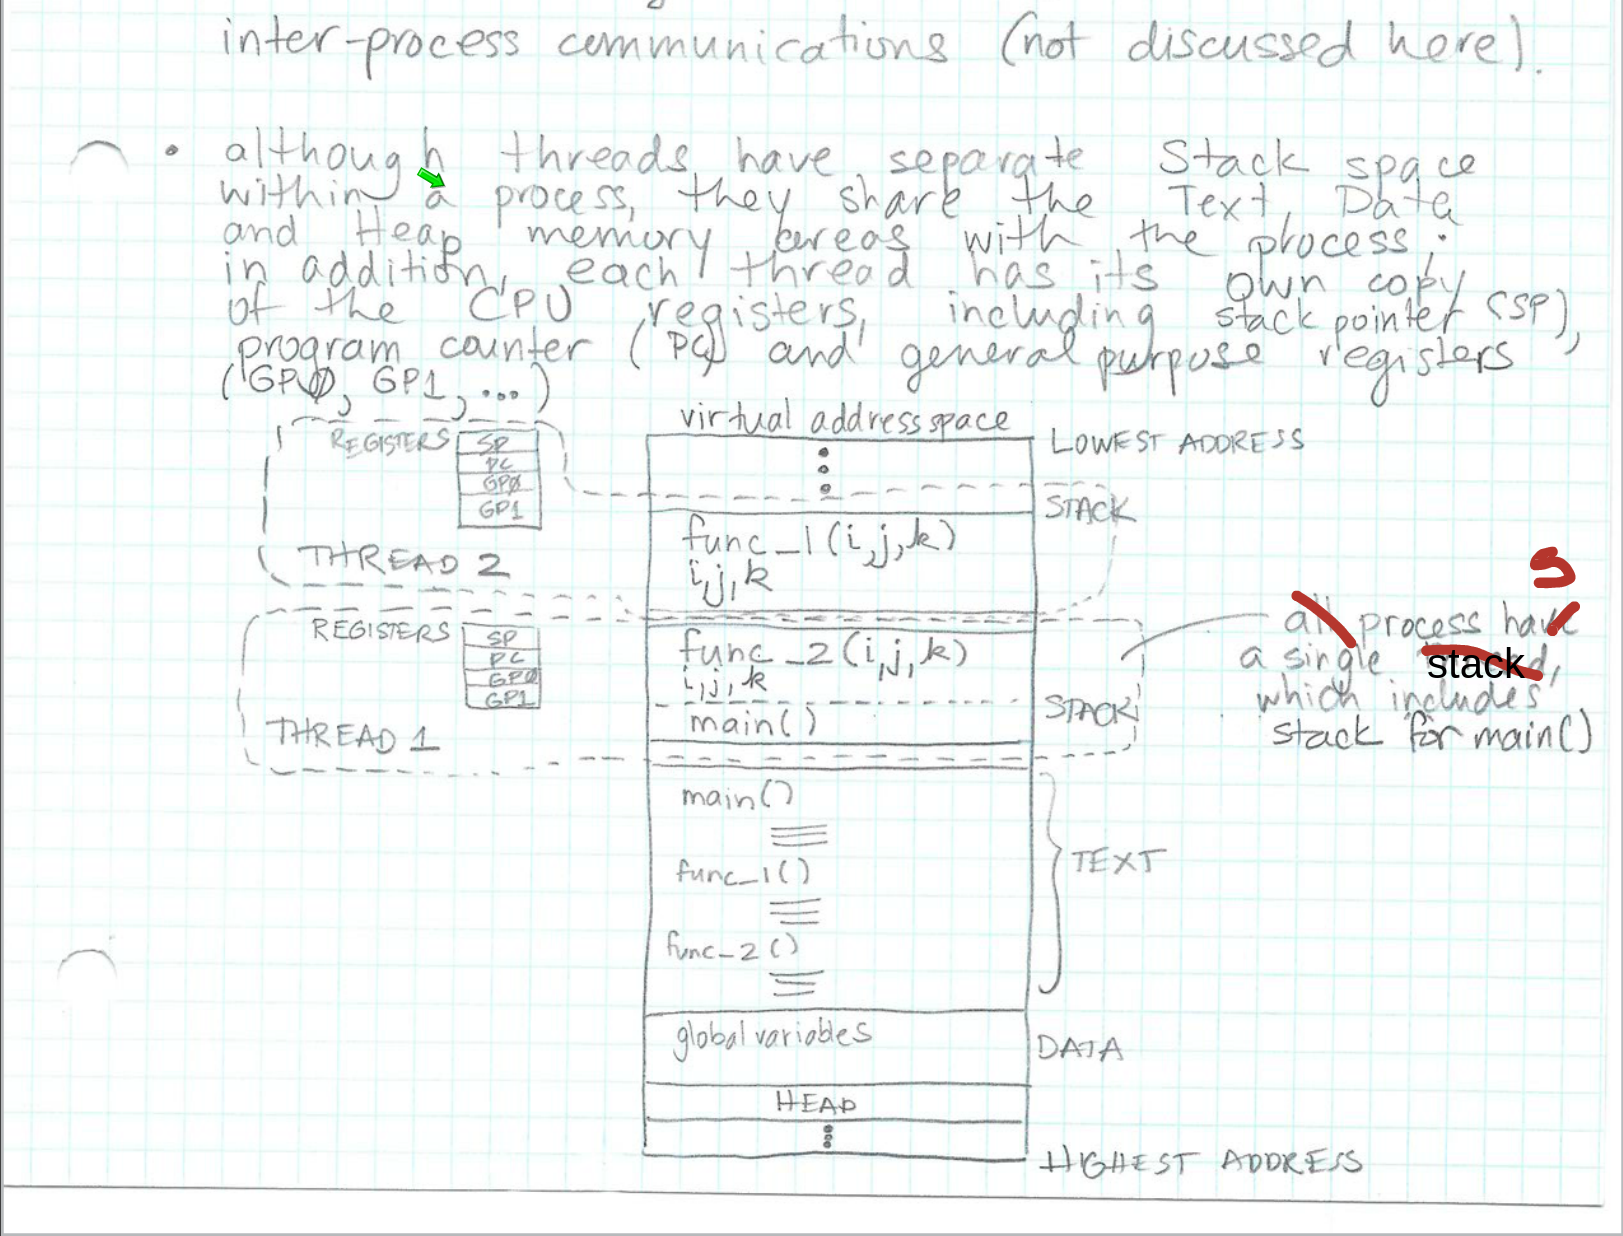 inter-process communications (not discussed here).
• although threads have separate Stack space
within a process, they share the Text, Data
and Heap memory areas with the process;
in addition, each thread has its own copy
of the CPU registers, including stack pointer (SP),
program counter (PC) and general purpose registers
(GP0, GP1, ...)
virtual address space
LOWEST ADDRESS
REGISTERS
SP
PC
GP0
GP1
THREAD 2
STACK
func_1(i,j,k)
i,j,k
REGISTERS
SP
PC
GP0
GP1
THREAD 1
func_2(i,j,k)
i,j,k
main()
STACK
s
all process have
a single stack,
which includes
stack for main()
main()
func_1()
func_2()
TEXT
global variables
DATA
HEAP
HIGHEST ADDRESS